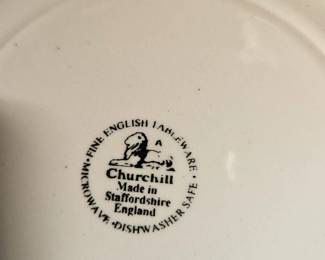 • FINE ENGLISH TABLEWARE •
A
Churchill
Made in
Staffordshire
England
MICROWAVE • DISHWASHER SAFE •